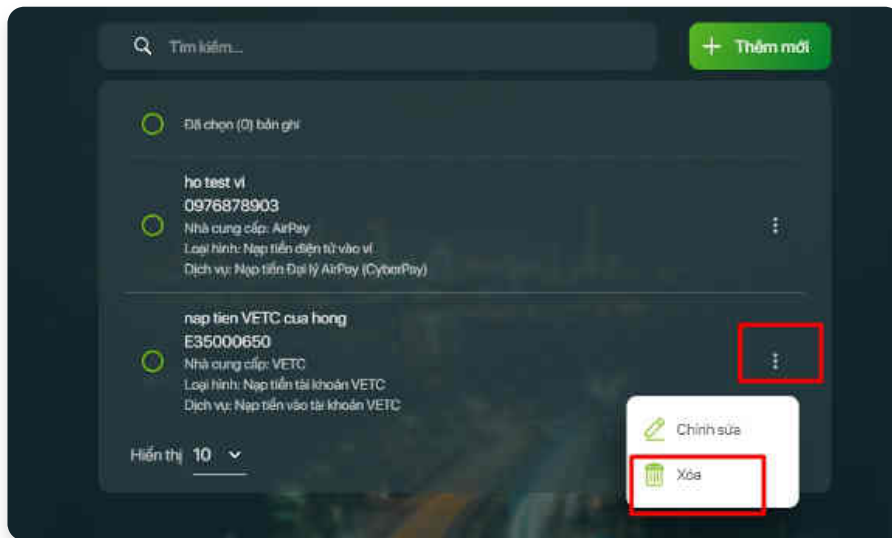 Tìm kiếm...
Thêm mới
Đã chọn (0) bản ghi
ho test vi
0976878903
Nhà cung cấp: AirPay
Loại hình: Nạp tiền điện tử vào ví
Dịch vụ: Nạp tiền Đại lý AirPay (CyberPay)
nap tien VETC cua hong
E35000650
Nhà cung cấp: VETC
Loại hình: Nạp tiền tài khoản VETC
Dịch vụ: Nạp tiền vào tài khoản VETC
Chỉnh sửa
Hiển thị 10
Xóa